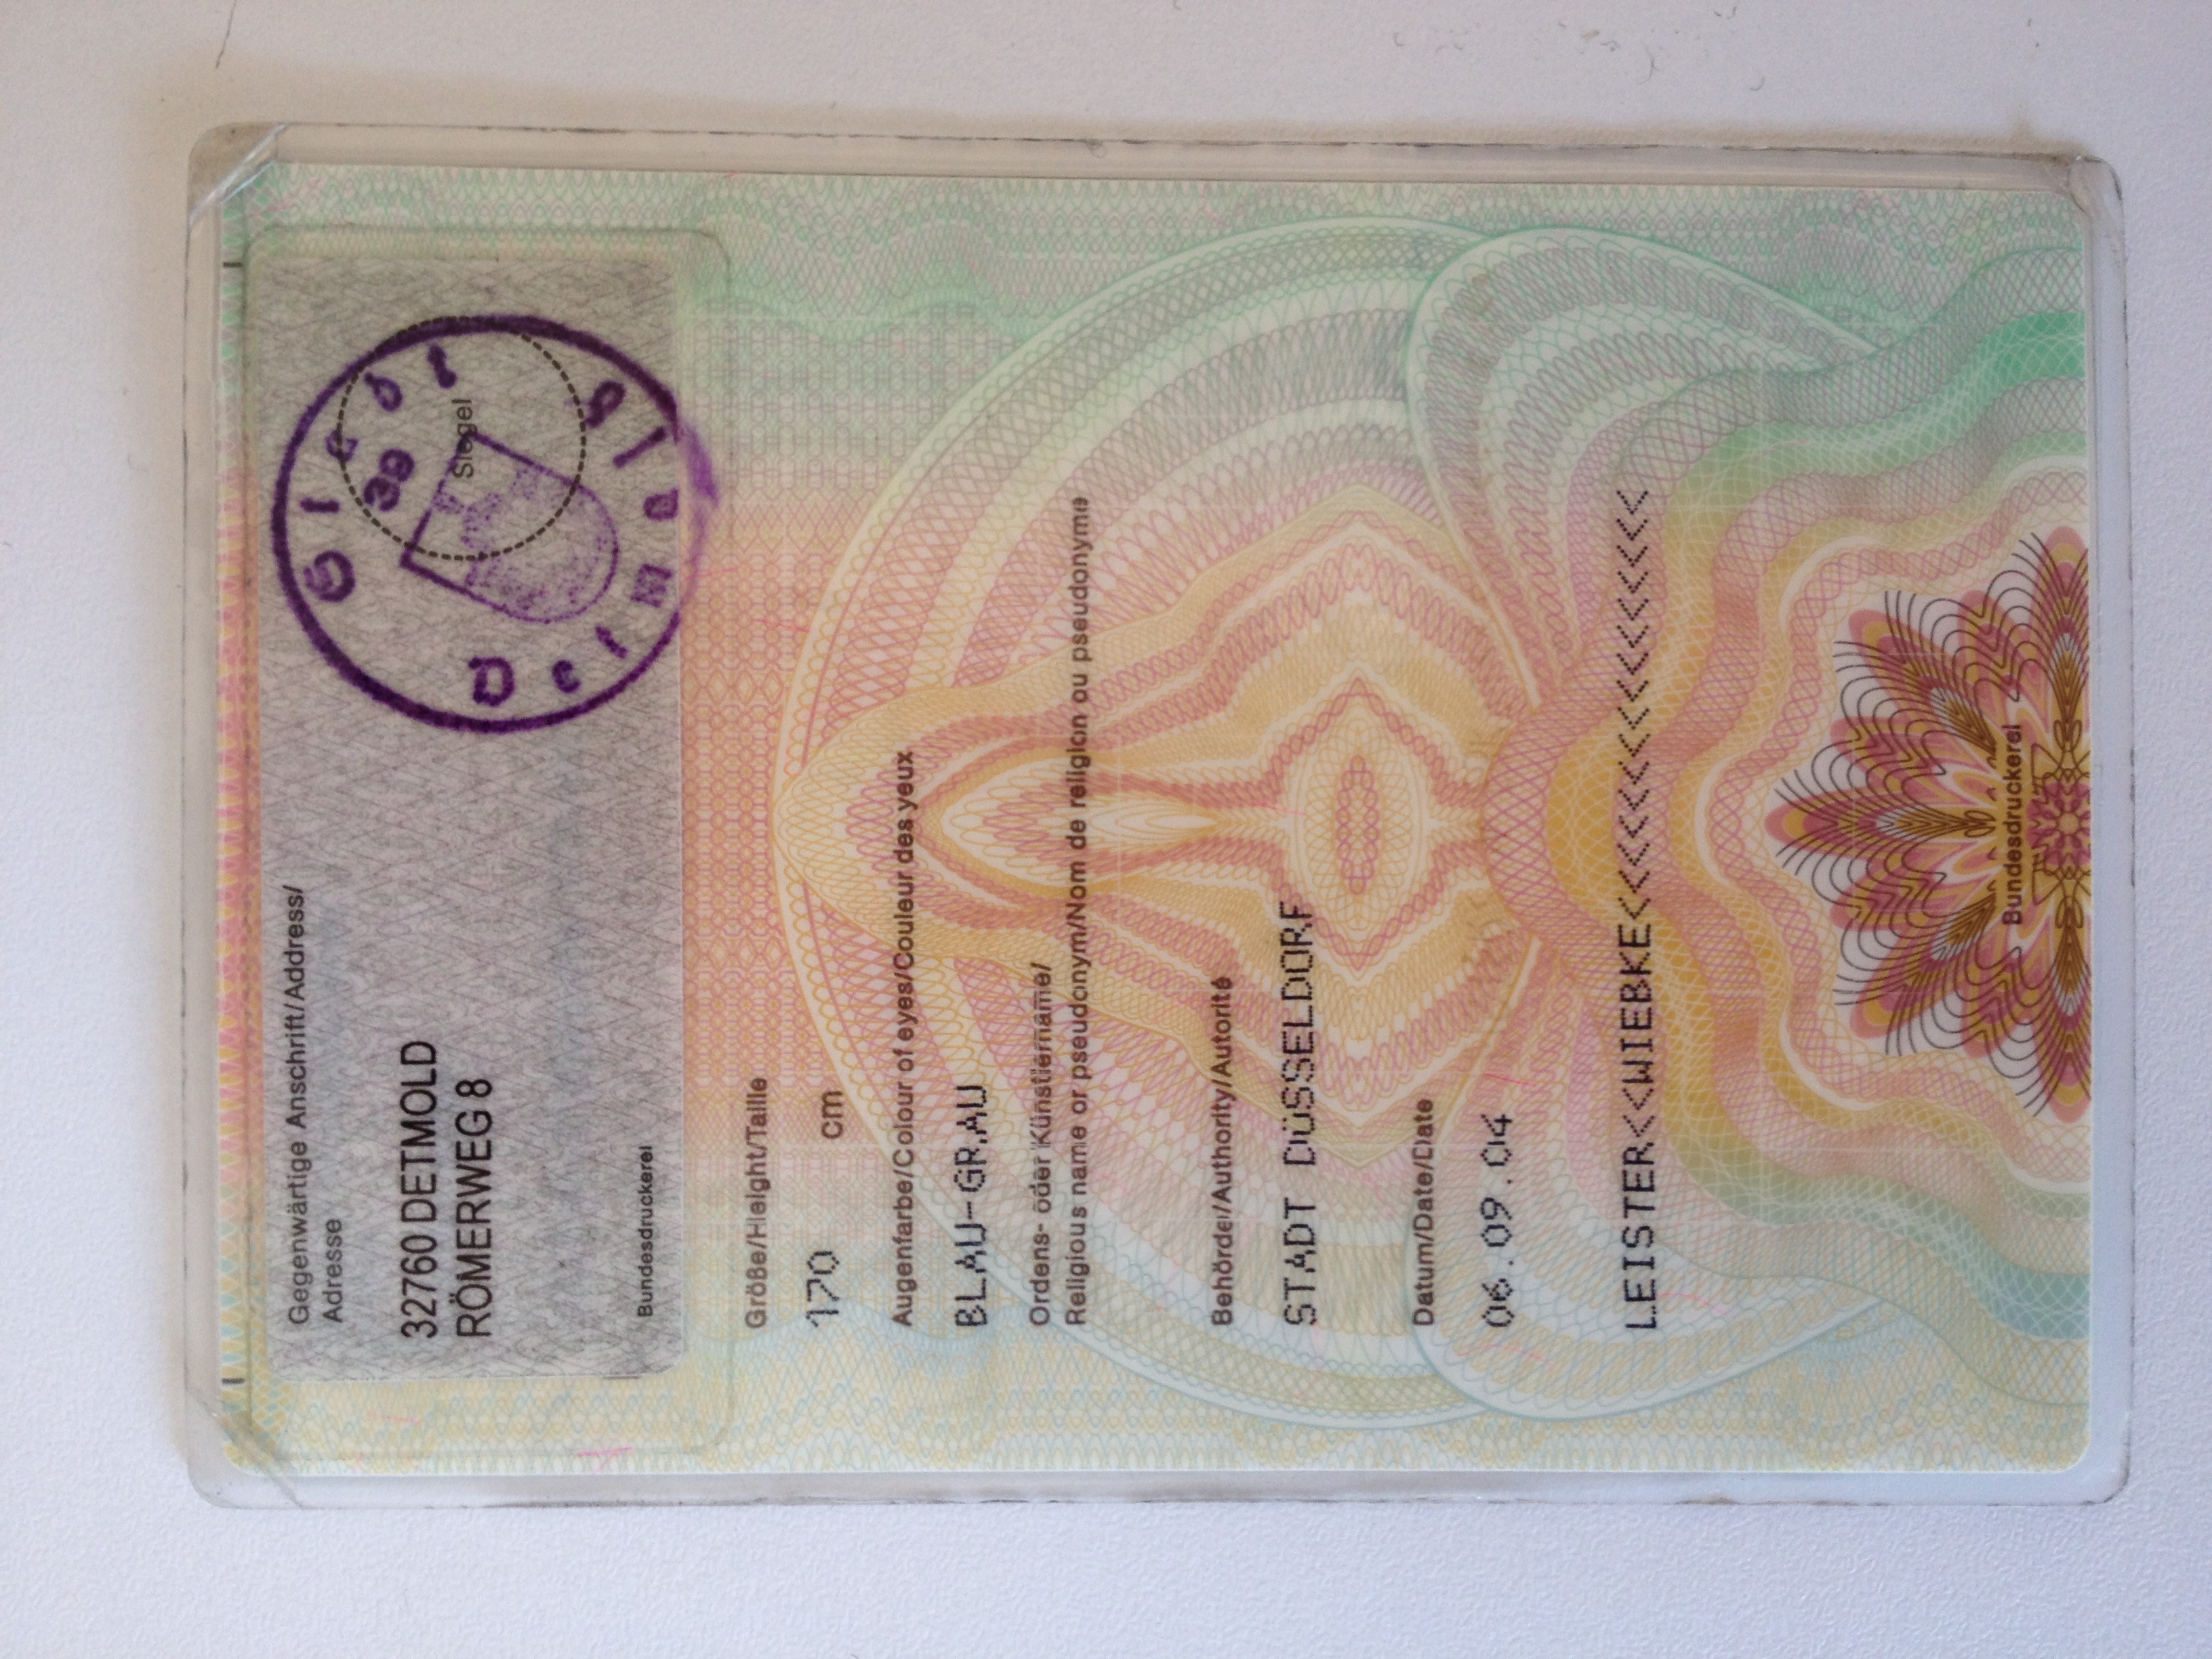 Gegenwärtige Anschrift/Address/
Adresse
32760 DETMOLD
RÖMERWEG 8
Bundesdruckerei
Stadt Detmold
39
Siegel
Größe/Height/Taille
170 cm
Augenfarbe/Colour of eyes/Couleur des yeux
BLAU-GRAU
Ordens- oder Künstlername/
Religious name or pseudonym/Nom de religion ou pseudonyme
Behörde/Authority/Autorité
STADT DÜSSELDORF
Datum/Date/Date
06.09.04
LEISTER<<WIEBKE<<<<<<<<<<<<<<<<
Bundesdruckerei